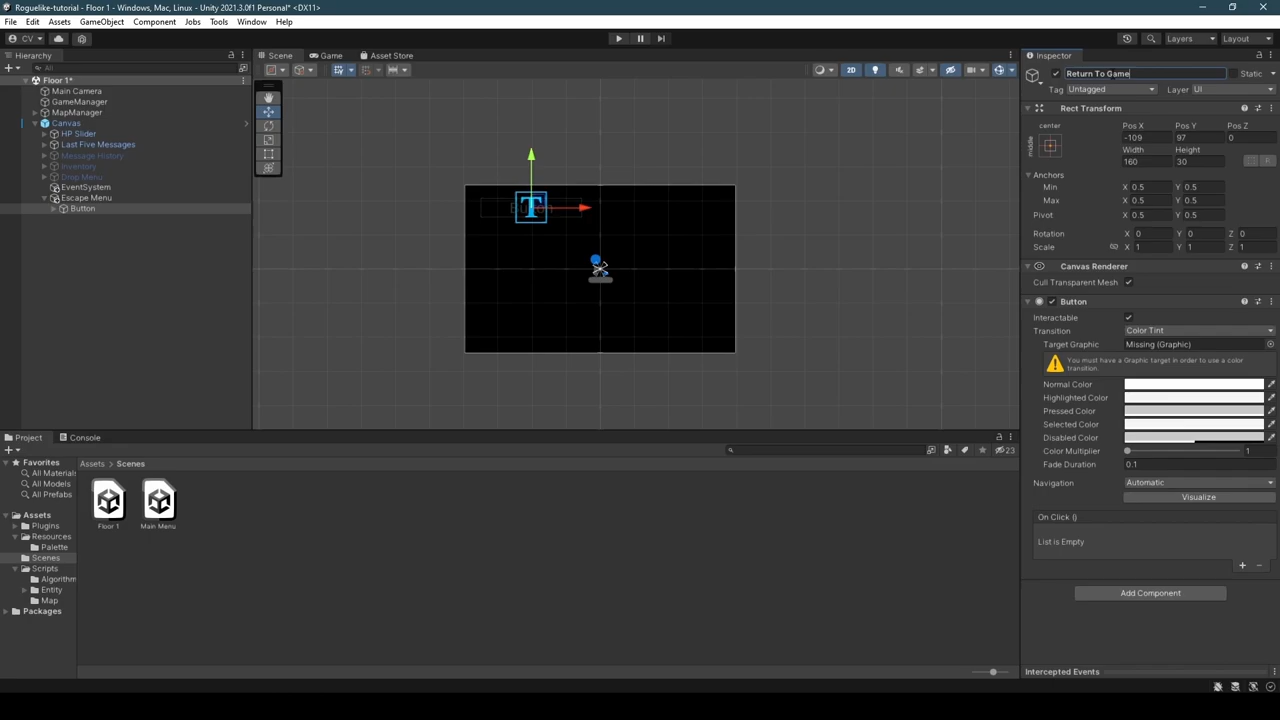 Roguelike-tutorial - Floor 1 - Windows, Mac, Linux - Unity 2021.3.0f1 Personal* <DX11>
File Edit Assets GameObject Component Jobs Tools Window Help
CV Layers Layout
Hierarchy
All
Floor 1*
Main Camera
GameManager
MapManager
Canvas
HP Slider
Last Five Messages
Message History
Inventory
Drop Menu
EventSystem
Escape Menu
Button
Scene Game Asset Store
2D
Button
T
Inspector
Return To Game Static
Tag Untagged Layer UI
Rect Transform
center Pos X Pos Y Pos Z
middle -109 97 0
Width Height
160 30 R
Anchors
Min X 0.5 Y 0.5
Max X 0.5 Y 0.5
Pivot X 0.5 Y 0.5
Rotation X 0 Y 0 Z 0
Scale X 1 Y 1 Z 1
Canvas Renderer
Cull Transparent Mesh
Button
Interactable
Transition Color Tint
Target Graphic Missing (Graphic)
You must have a Graphic target in order to use a color
transition.
Normal Color
Highlighted Color
Pressed Color
Selected Color
Disabled Color
Color Multiplier 1
Fade Duration 0.1
Navigation Automatic
Visualize
On Click ()
List is Empty
Add Component
Intercepted Events
Project Console
23
Favorites
All Materials
All Models
All Prefabs
Assets
Plugins
Resources
Palette
Scenes
Scripts
Algorithm
Entity
Map
Packages
Assets > Scenes
Floor 1 Main Menu